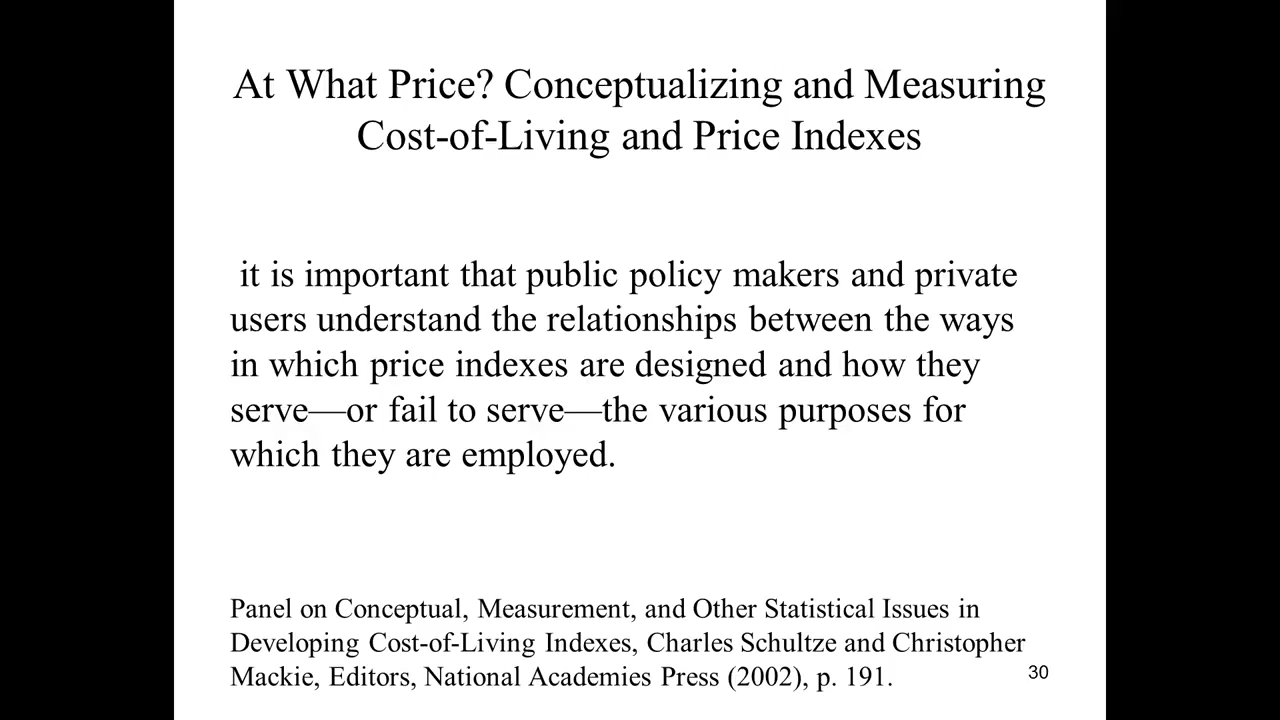 At What Price? Conceptualizing and Measuring
Cost-of-Living and Price Indexes
it is important that public policy makers and private
users understand the relationships between the ways
in which price indexes are designed and how they
serve—or fail to serve—the various purposes for
which they are employed.
Panel on Conceptual, Measurement, and Other Statistical Issues in
Developing Cost-of-Living Indexes, Charles Schultze and Christopher
Mackie, Editors, National Academies Press (2002), p. 191.
30